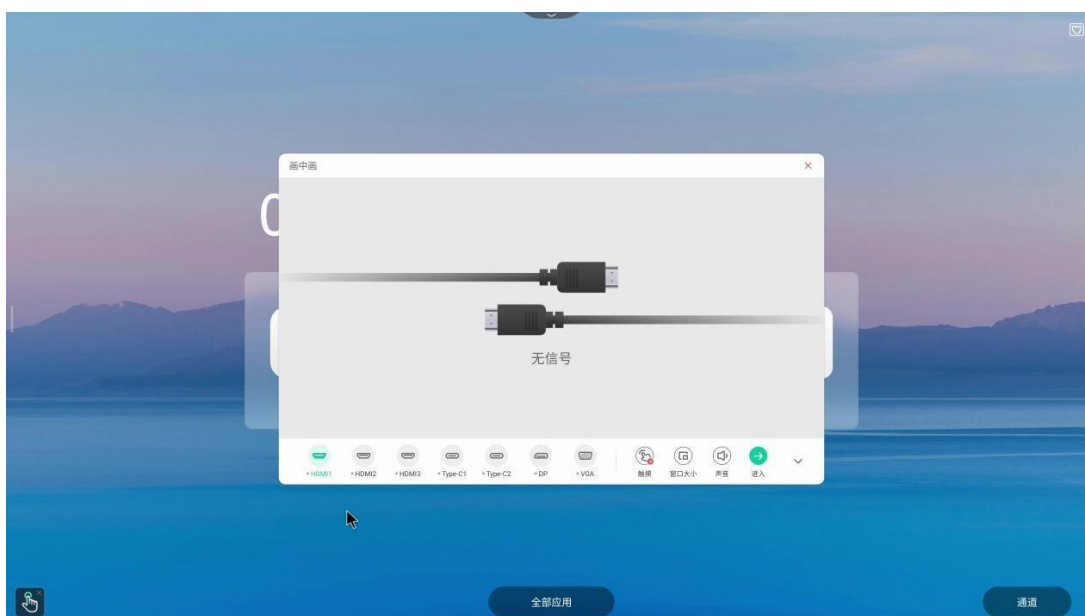 画中画
0
无信号
HDMI1 HDMI2 HDMI3 Type-C1 Type-C2 DP VGA 触摸 窗口大小 声音 进入
全部应用
通道